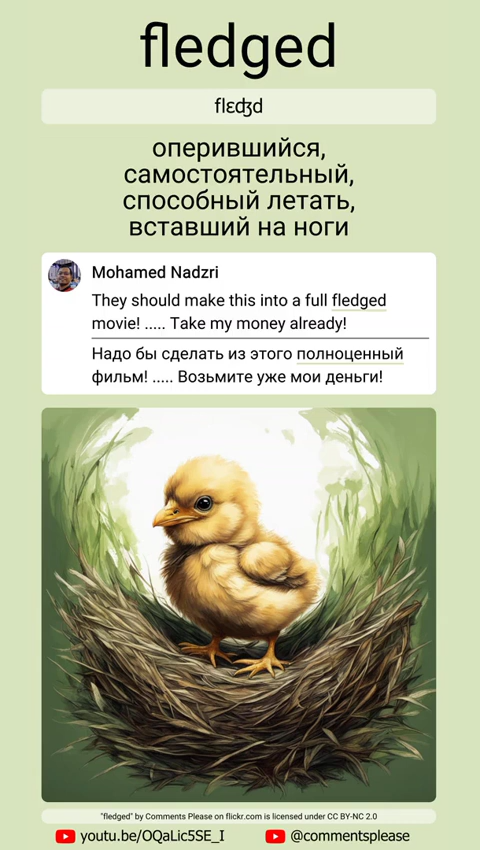 fledged
flɛʤd
оперившийся,
самостоятельный,
способный летать,
вставший на ноги
Mohamed Nadzri
They should make this into a full fledged
movie! ..... Take my money already!
Надо бы сделать из этого полноценный
фильм! ..... Возьмите уже мои деньги!
"fledged" by Comments Please on flickr.com is licensed under CC BY-NC 2.0
youtu.be/OQaLic5SE_I
@commentsplease